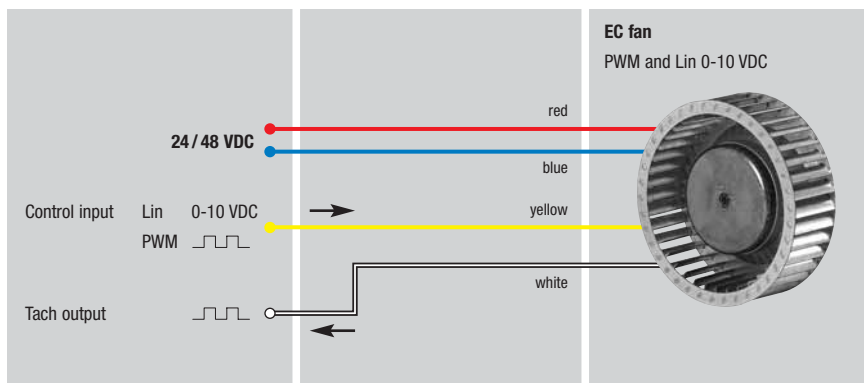 EC fan
PWM and Lin 0-10 VDC
red
24 / 48 VDC
blue
Control input Lin 0-10 VDC
yellow
PWM
white
Tach output